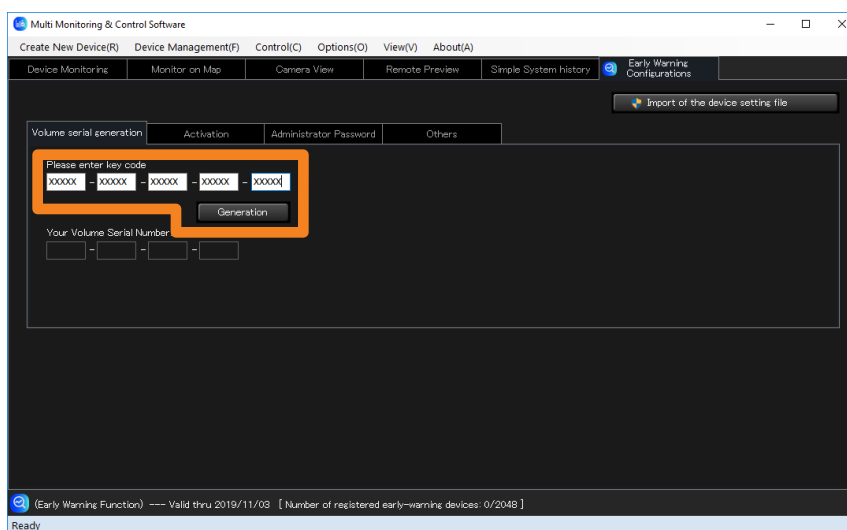 Multi Monitoring & Control Software
Create New Device(R) Device Management(F) Control(C) Options(O) View(V) About(A)
Device Monitoring Monitor on Map Camera View Remote Preview Simple System history Early Warning Configurations
Import of the device setting file
Volume serial generation Activation Administrator Password Others
Please enter key code
XXXXX - XXXXX - XXXXX - XXXXX - XXXXX
Generation
Your Volume Serial Number
- - -
(Early Warning Function) --- Valid thru 2019/11/03 [ Number of registered early-warning devices: 0/2048 ]
Ready